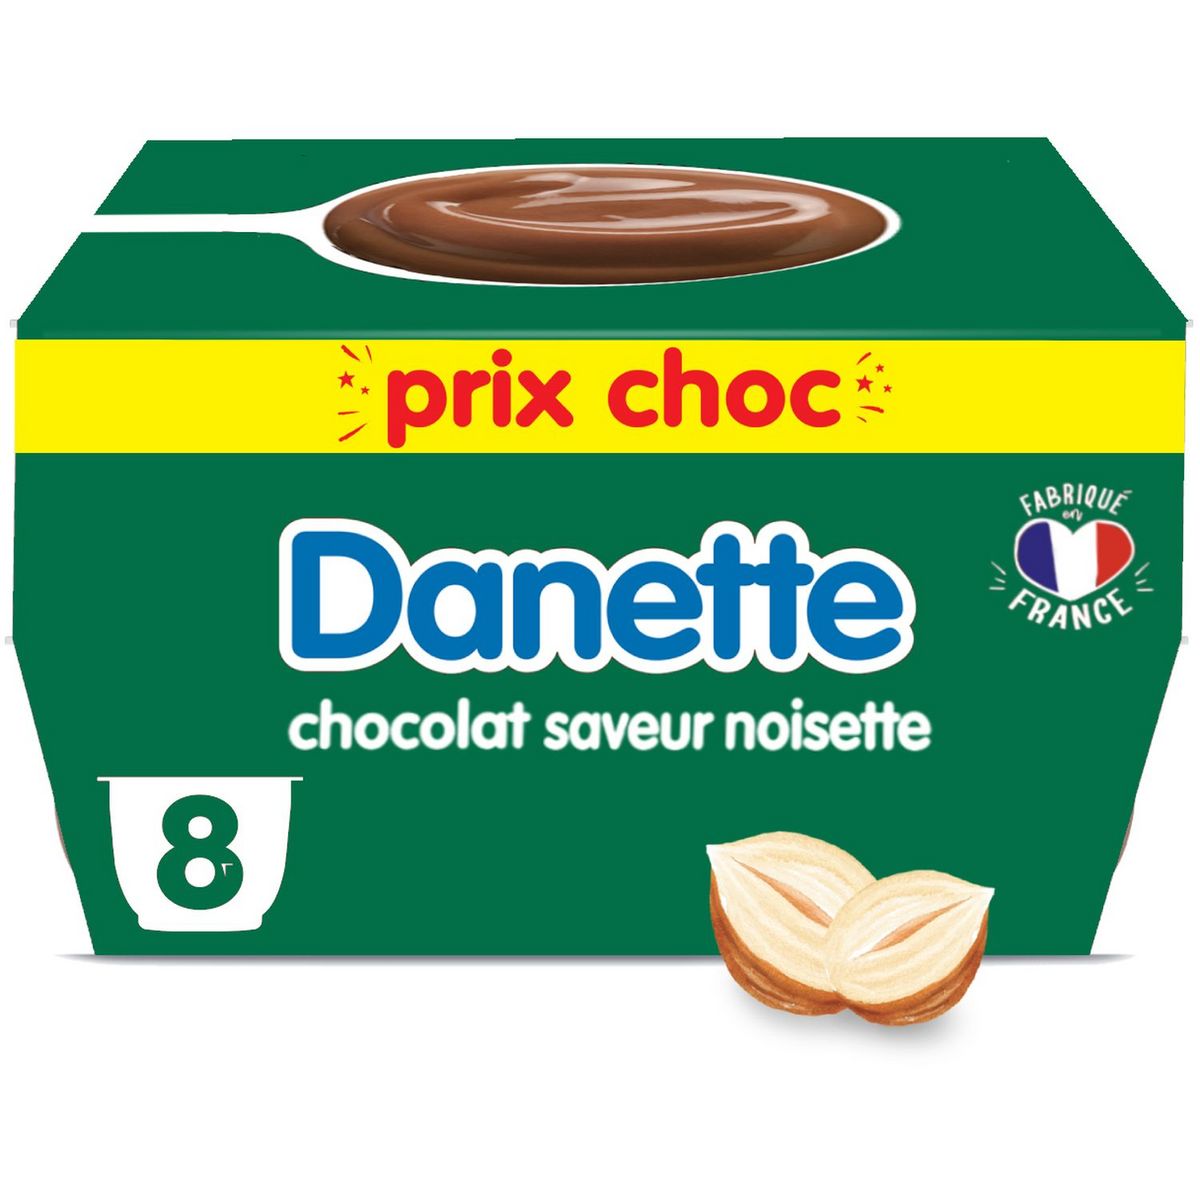 prix choc
FABRIQUÉ
en
FRANCE
Danette
chocolat saveur noisette
8